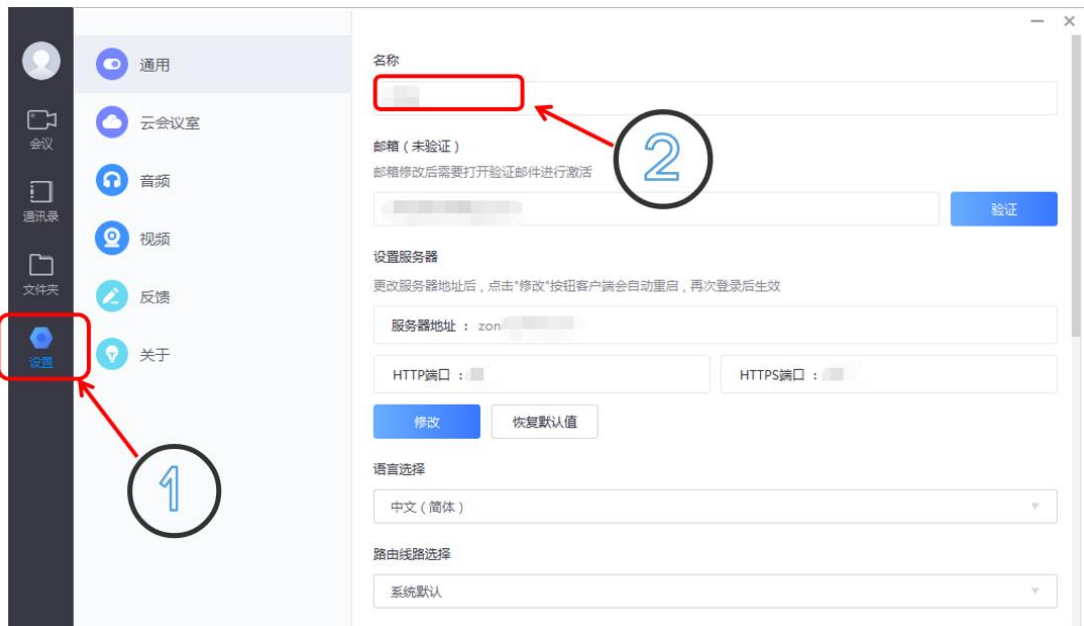 会议
通讯录
文件夹
设置
通用
云会议室
音频
视频
反馈
关于
名称
邮箱（未验证）
邮箱修改后需要打开验证邮件进行激活
验证
设置服务器
更改服务器地址后，点击"修改"按钮客户端会自动重启，再次登录后生效
服务器地址 ： zon
HTTP端口 ：
HTTPS端口 ：
修改
恢复默认值
语言选择
中文（简体）
路由线路选择
系统默认
1
2